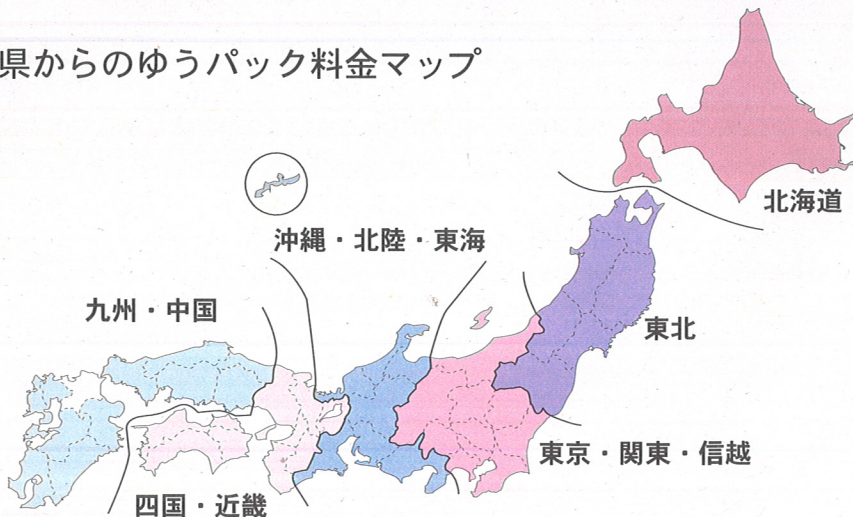 県からのゆうパック料金マップ
北海道
沖縄・北陸・東海
九州・中国
東北
東京・関東・信越
四国・近畿